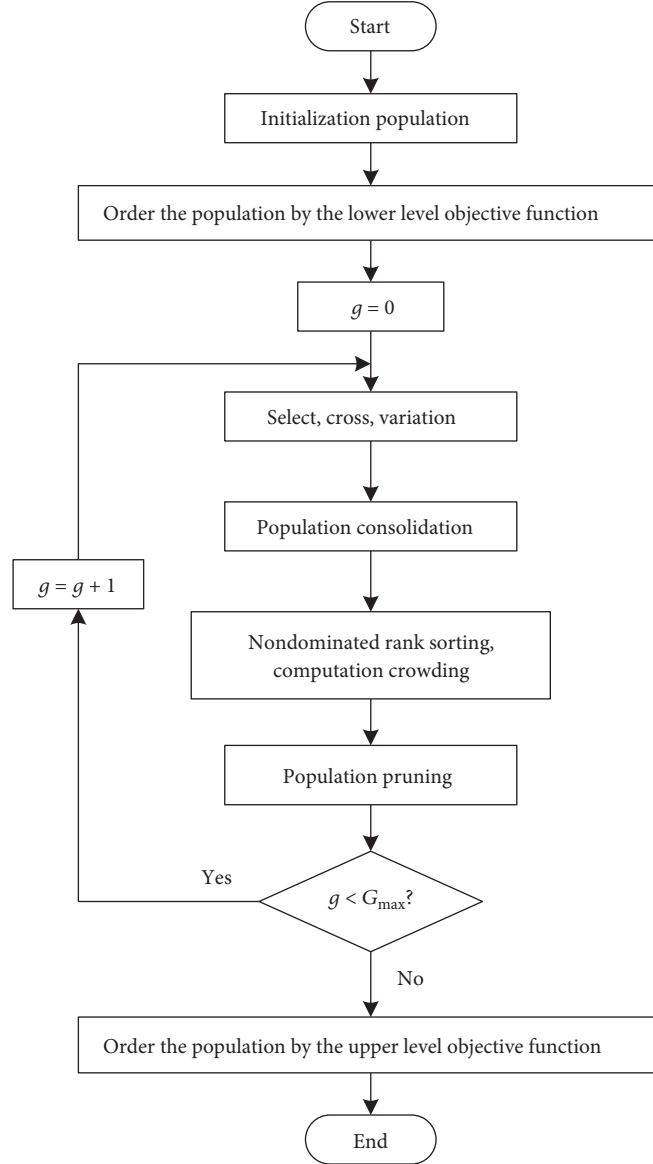 Start
Initialization population
Order the population by the lower level objective function
g = 0
Select, cross, variation
Population consolidation
g = g + 1
Nondominated rank sorting,
computation crowding
Population pruning
Yes
g < Gmax?
No
Order the population by the upper level objective function
End